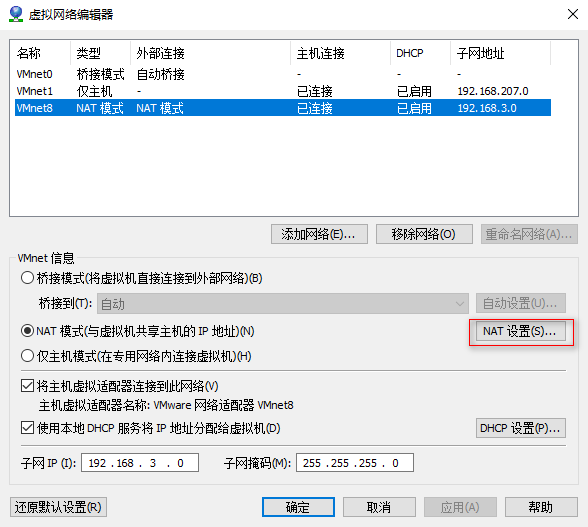 虚拟网络编辑器
名称 类型 外部连接 主机连接 DHCP 子网地址
VMnet0 桥接模式 自动桥接 - - -
VMnet1 仅主机 - 已连接 已启用 192.168.207.0
VMnet8 NAT 模式 NAT 模式 已连接 已启用 192.168.3.0
添加网络(E)... 移除网络(O) 重命名网络(A)...
VMnet 信息
桥接模式(将虚拟机直接连接到外部网络)(B)
桥接到(T): 自动 自动设置(U)...
NAT 模式(与虚拟机共享主机的 IP 地址)(N) NAT 设置(S)...
仅主机模式(在专用网络内连接虚拟机)(H)
将主机虚拟适配器连接到此网络(V)
主机虚拟适配器名称: VMware 网络适配器 VMnet8
使用本地 DHCP 服务将 IP 地址分配给虚拟机(D) DHCP 设置(P)...
子网 IP (I): 192 . 168 . 3 . 0 子网掩码(M): 255 . 255 . 255 . 0
还原默认设置(R) 确定 取消 应用(A) 帮助